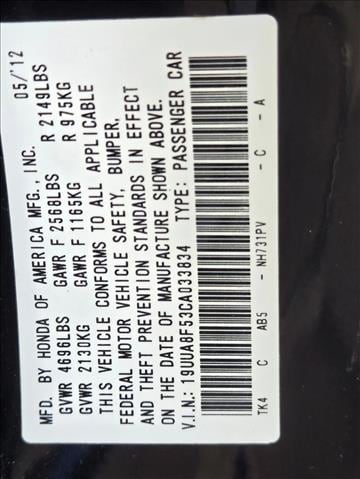 MFD. BY HONDA OF AMERICA MFG., INC. 05/'12
GVWR 4698LBS GAWR F 2568LBS R 2149LBS
GVWR 2130KG GAWR F 1165KG R 975KG
THIS VEHICLE CONFORMS TO ALL APPLICABLE
FEDERAL MOTOR VEHICLE SAFETY, BUMPER,
AND THEFT PREVENTION STANDARDS IN EFFECT
ON THE DATE OF MANUFACTURE SHOWN ABOVE.
V.I.N.: 19UUA8F53CA033834 TYPE: PASSENGER CAR
TK4 C AB5 - NH731PV - C - A